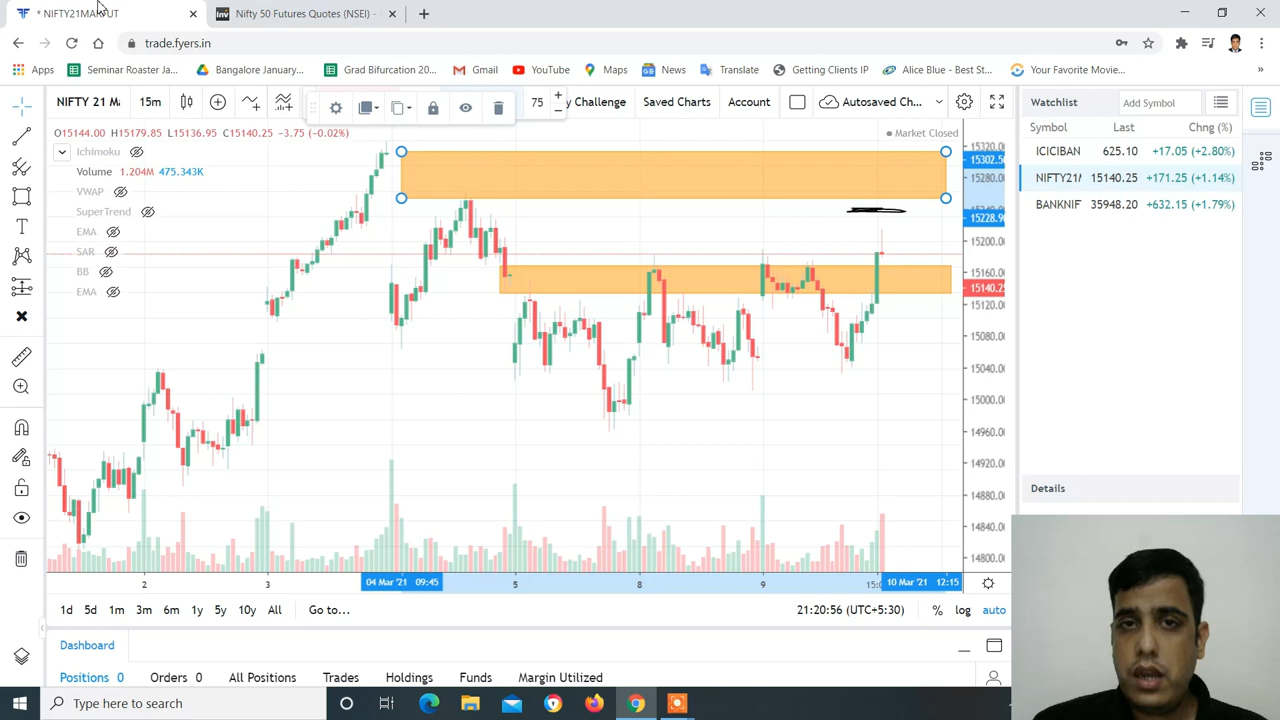 * NIFTY21MARFUT
Nifty 50 Futures Quotes (NSEI) -
trade.fyers.in
Apps
Seminar Roaster Ja...
Bangalore January...
Grad Bifurcation 20...
Gmail
YouTube
Maps
News
Translate
Getting Clients IP
Alice Blue - Best St...
Your Favorite Movie...
NIFTY 21 M
15m
75
y Challenge
Saved Charts
Account
Autosaved Ch...
O15144.00 H15179.85 L15136.95 C15140.25 -3.75 (-0.02%)
Market Closed
Ichimoku
Volume 1.204M 475.343K
VWAP
SuperTrend
EMA
SAR
BB
EMA
15320.00
15302.50
15280.00
15228.90
15200.00
15160.00
15140.25
15120.00
15080.00
15040.00
15000.00
14960.00
14920.00
14880.00
14840.00
14800.00
2
3
04 Mar '21 09:45
5
8
9
15:0
10 Mar '21 12:15
1d
5d
1m
3m
6m
1y
5y
10y
All
Go to...
21:20:56 (UTC+5:30)
%
log
auto
Dashboard
Positions 0
Orders 0
All Positions
Trades
Holdings
Funds
Margin Utilized
Watchlist
Add Symbol
Symbol Last Chng (%)
ICICIBAN 625.10 +17.05 (+2.80%)
NIFTY21M 15140.25 +171.25 (+1.14%)
BANKNIF 35948.20 +632.15 (+1.79%)
Details
Type here to search